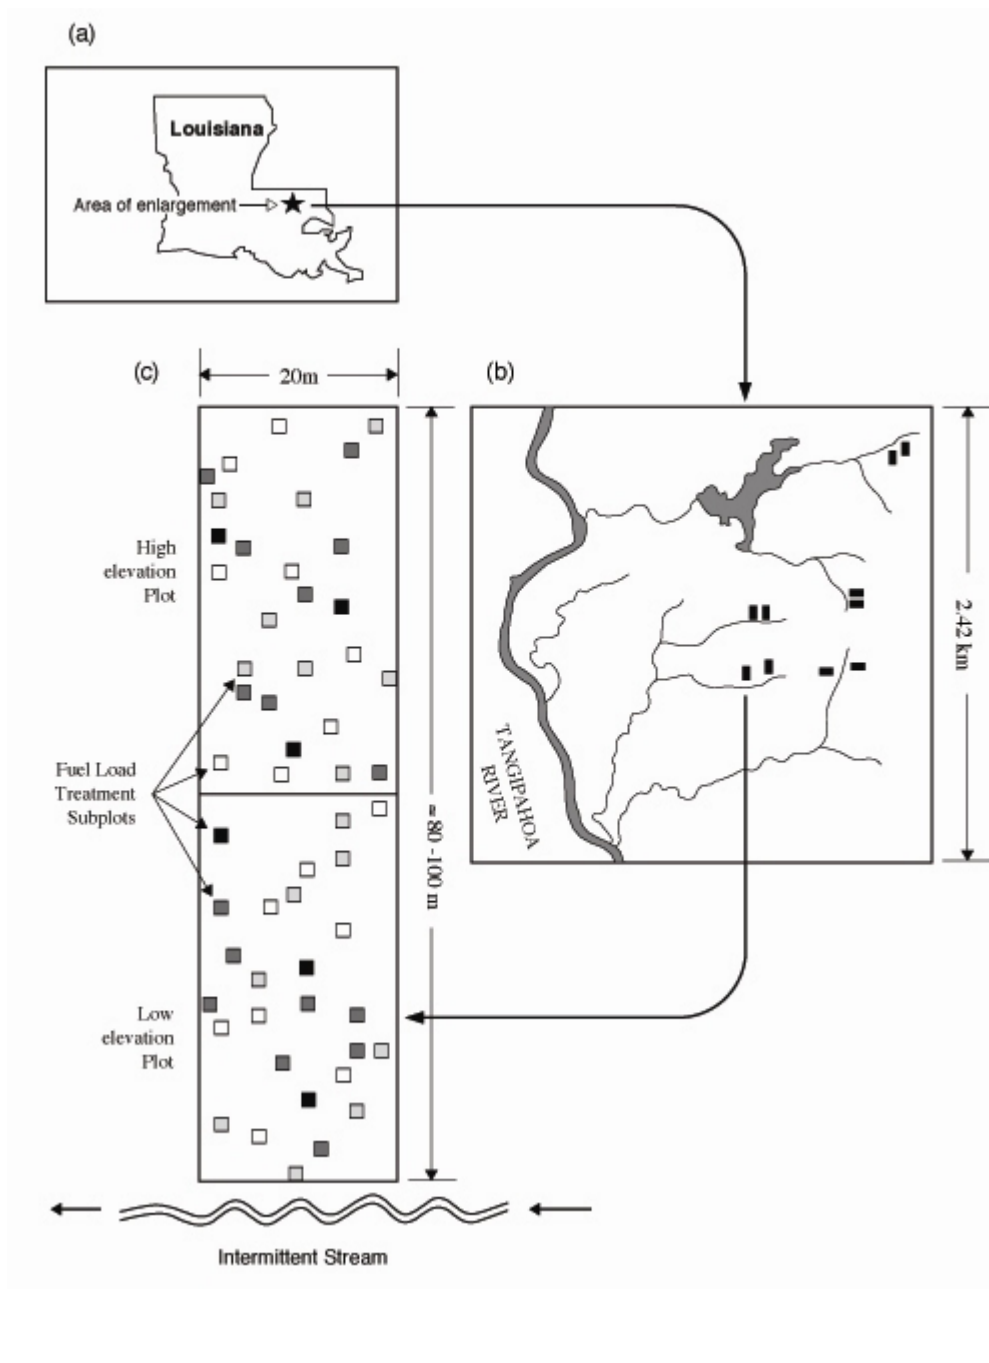 (a)
Louisiana
Area of enlargement
(c)
20m
(b)
High
elevation
Plot
Fuel Load
Treatment
Subplots
Low
elevation
Plot
≈ 80 -100 m
TANGIPAHOA
RIVER
2.42 km
Intermittent Stream